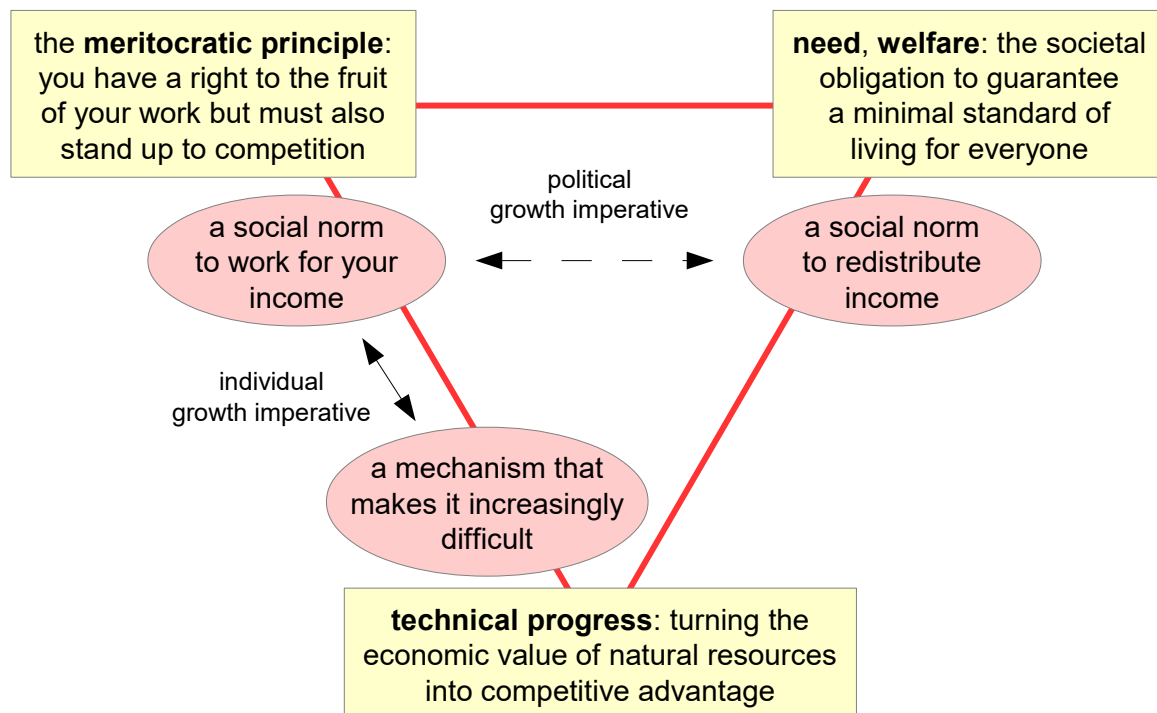 the meritocratic principle:
you have a right to the fruit
of your work but must also
stand up to competition
need, welfare: the societal
obligation to guarantee
a minimal standard of
living for everyone
political
growth imperative
a social norm
to work for your
income
a social norm
to redistribute
income
individual
growth imperative
a mechanism that
makes it increasingly
difficult
technical progress: turning the
economic value of natural resources
into competitive advantage